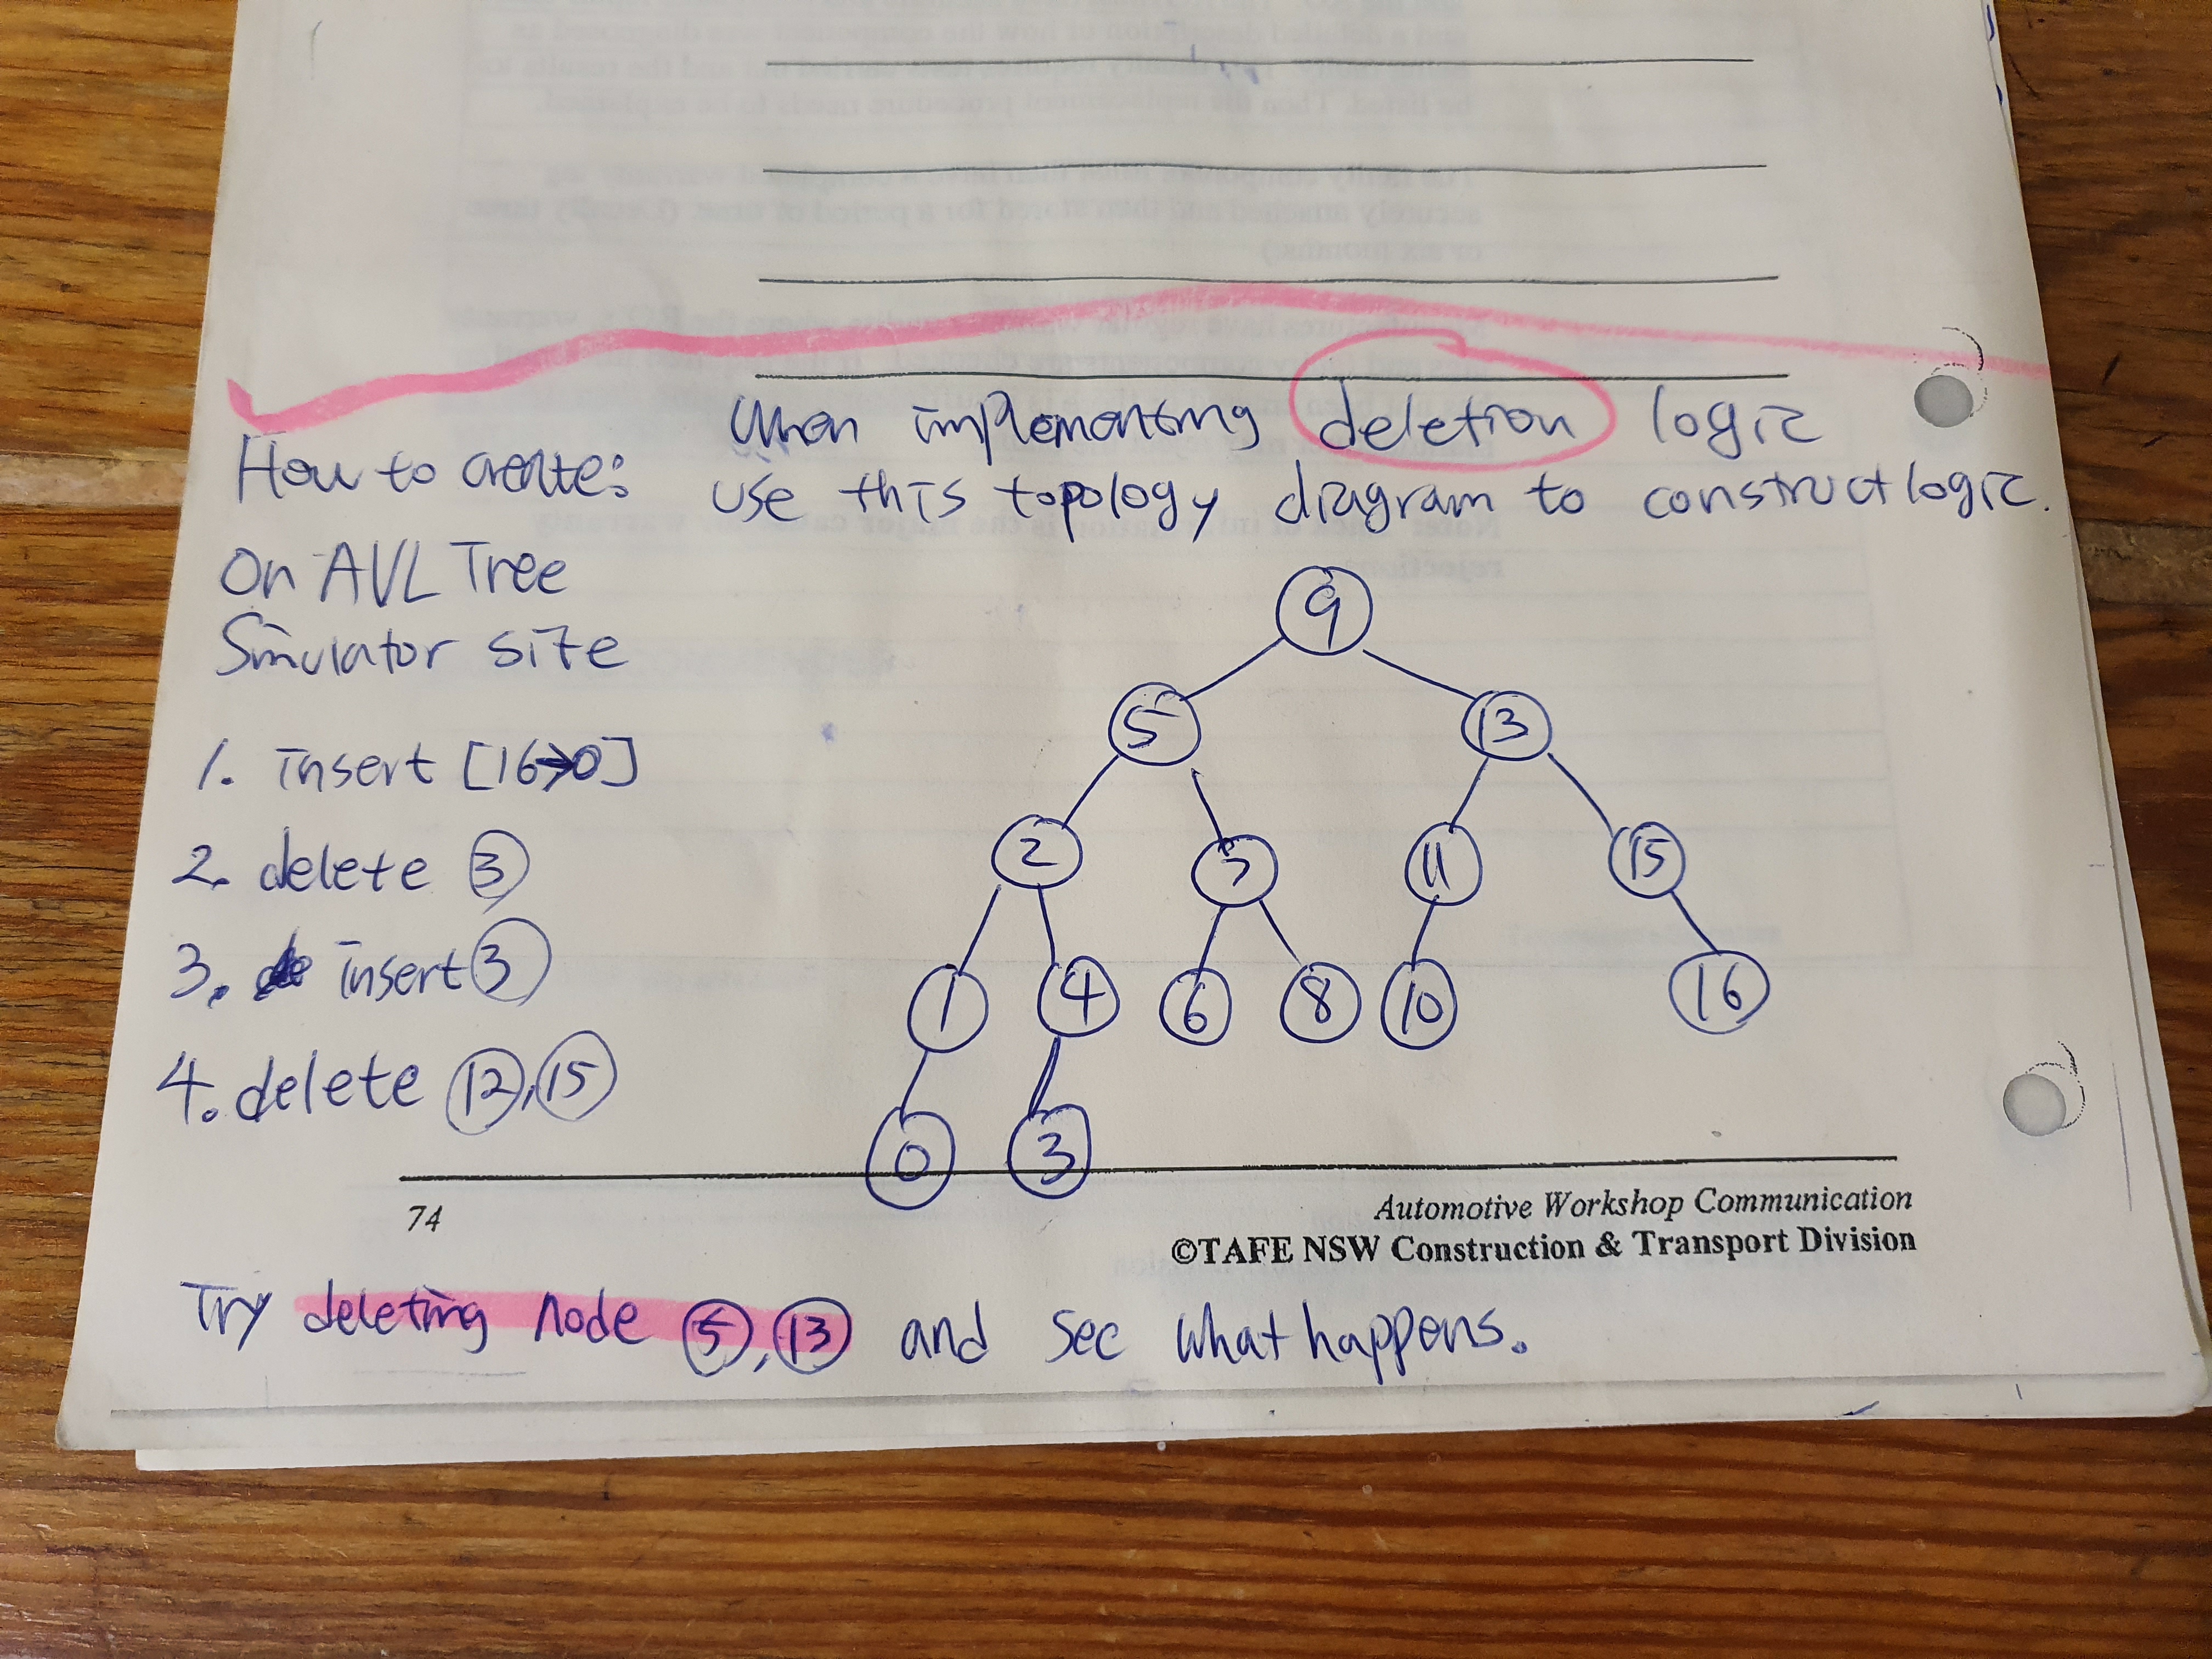 When implementing deletion logic
How to create: use this topology diagram to construct logic.
On AVL Tree
Simulator site
1. insert [16→0]
2. delete 3
3. insert 3
4. delete 12, 15
9
5 13
2 7 11 15
1 4 6 8 10 16
0 3
74
Automotive Workshop Communication
©TAFE NSW Construction & Transport Division
Try deleting node 5, 13 and see what happens.